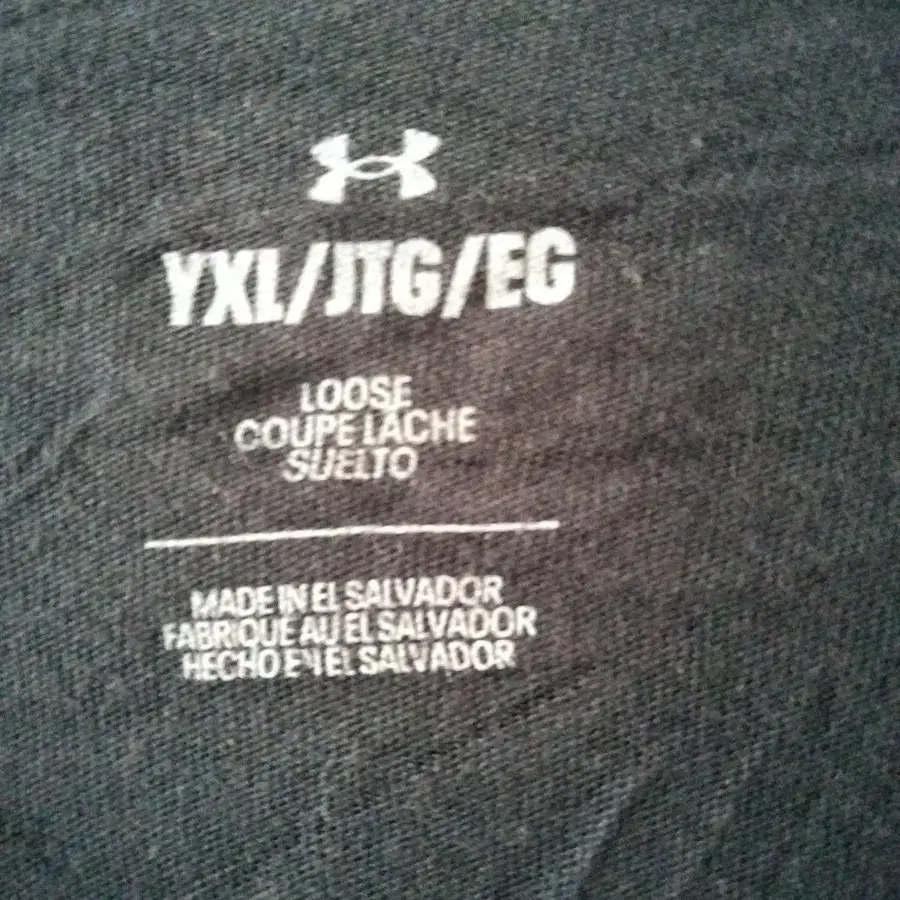 YXL/JTG/EG
LOOSE
COUPE LACHE
SUELTO
MADE IN EL SALVADOR
FABRIQUE AU EL SALVADOR
HECHO EN EL SALVADOR